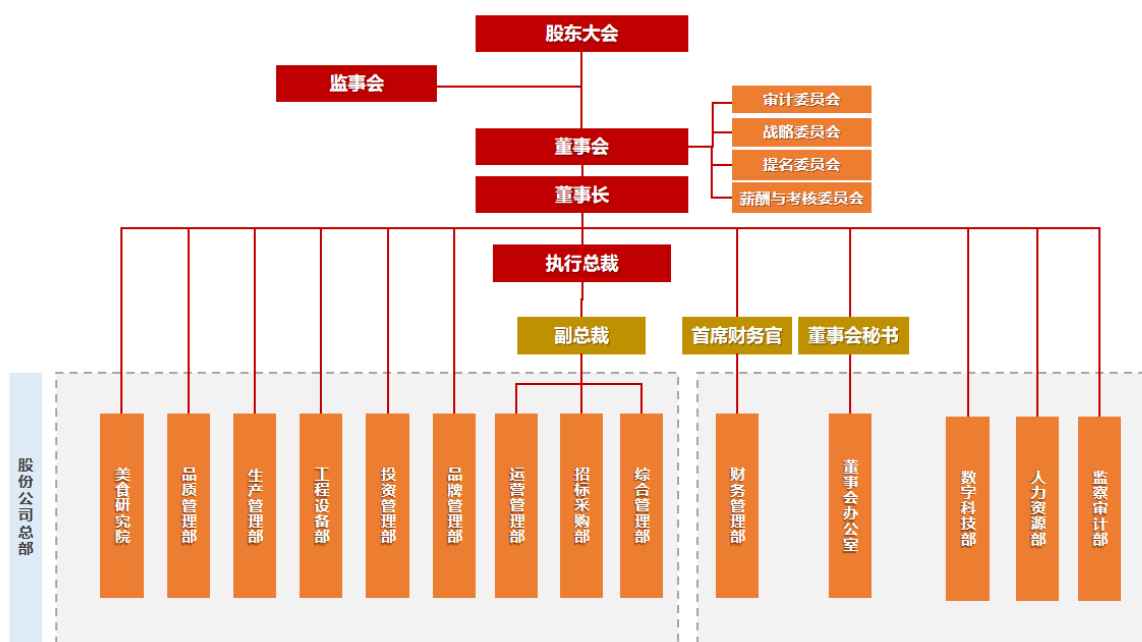 股东大会
监事会
审计委员会
战略委员会
董事会
提名委员会
董事长
薪酬与考核委员会
执行总裁
副总裁
首席财务官
董事会秘书
股份公司总部
美食研究院
品质管理部
生产管理部
工程设备部
投资管理部
品牌管理部
运营管理部
招标采购部
综合管理部
财务管理部
董事会办公室
数字科技部
人力资源部
监察审计部